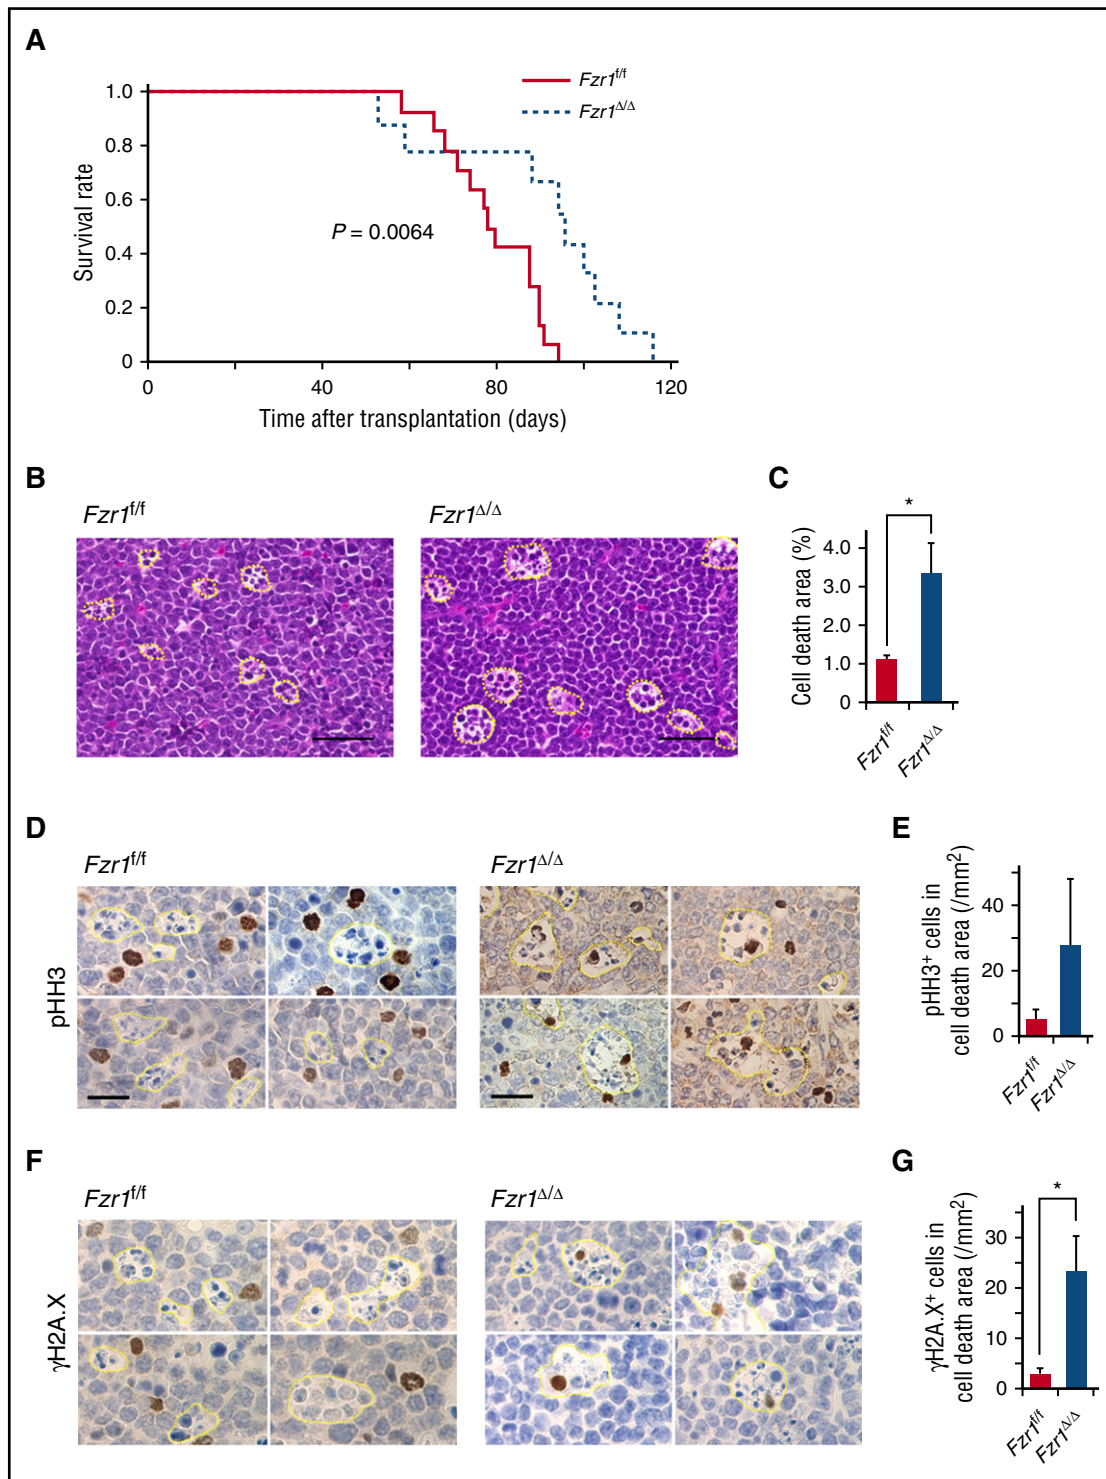 A
Fzr1f/f
Fzr1Δ/Δ
1.0
0.8
0.6
0.4
0.2
0
Survival rate
P = 0.0064
0 40 80 120
Time after transplantation (days)
B
Fzr1f/f
Fzr1Δ/Δ
C
*
Cell death area (%)
4.0
3.0
2.0
1.0
0
Fzr1f/f
Fzr1Δ/Δ
D
Fzr1f/f
Fzr1Δ/Δ
pHH3
E
pHH3+ cells in
cell death area (/mm2)
40
20
0
Fzr1f/f
Fzr1Δ/Δ
F
Fzr1f/f
Fzr1Δ/Δ
γH2A.X
G
*
γH2A.X+ cells in
cell death area (/mm2)
30
20
10
0
Fzr1f/f
Fzr1Δ/Δ